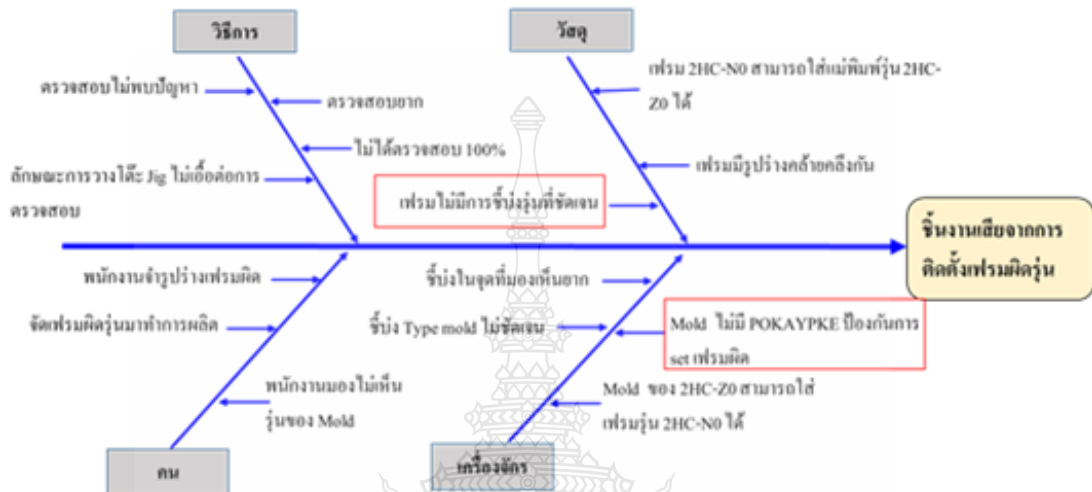 วิธีการ
วัสดุ
ตรวจสอบไม่พบปัญหา
ตรวจสอบยาก
ไม่ได้ตรวจสอบ 100%
ลักษณะการวางโต๊ะ Jig ไม่เอื้อต่อการ
ตรวจสอบ
เฟรม 2HC-N0 สามารถใส่แม่พิมพ์รุ่น 2HC-
Z0 ได้
เฟรมมีรูปร่างคล้ายคลึงกัน
เฟรมไม่มีการชี้บ่งรุ่นที่ชัดเจน
ชิ้นงานเสียจากการ
ติดตั้งเฟรมผิดรุ่น
พนักงานจำรูปร่างเฟรมผิด
จัดเฟรมผิดรุ่นมาทำการผลิต
พนักงานมองไม่เห็น
รุ่นของ Mold
ชี้บ่งในจุดที่มองเห็นยาก
ชี้บ่ง Type mold ไม่ชัดเจน
Mold ไม่มี POKAYPKE ป้องกันการ
set เฟรมผิด
Mold ของ 2HC-Z0 สามารถใส่
เฟรมรุ่น 2HC-N0 ได้
คน
เครื่องจักร